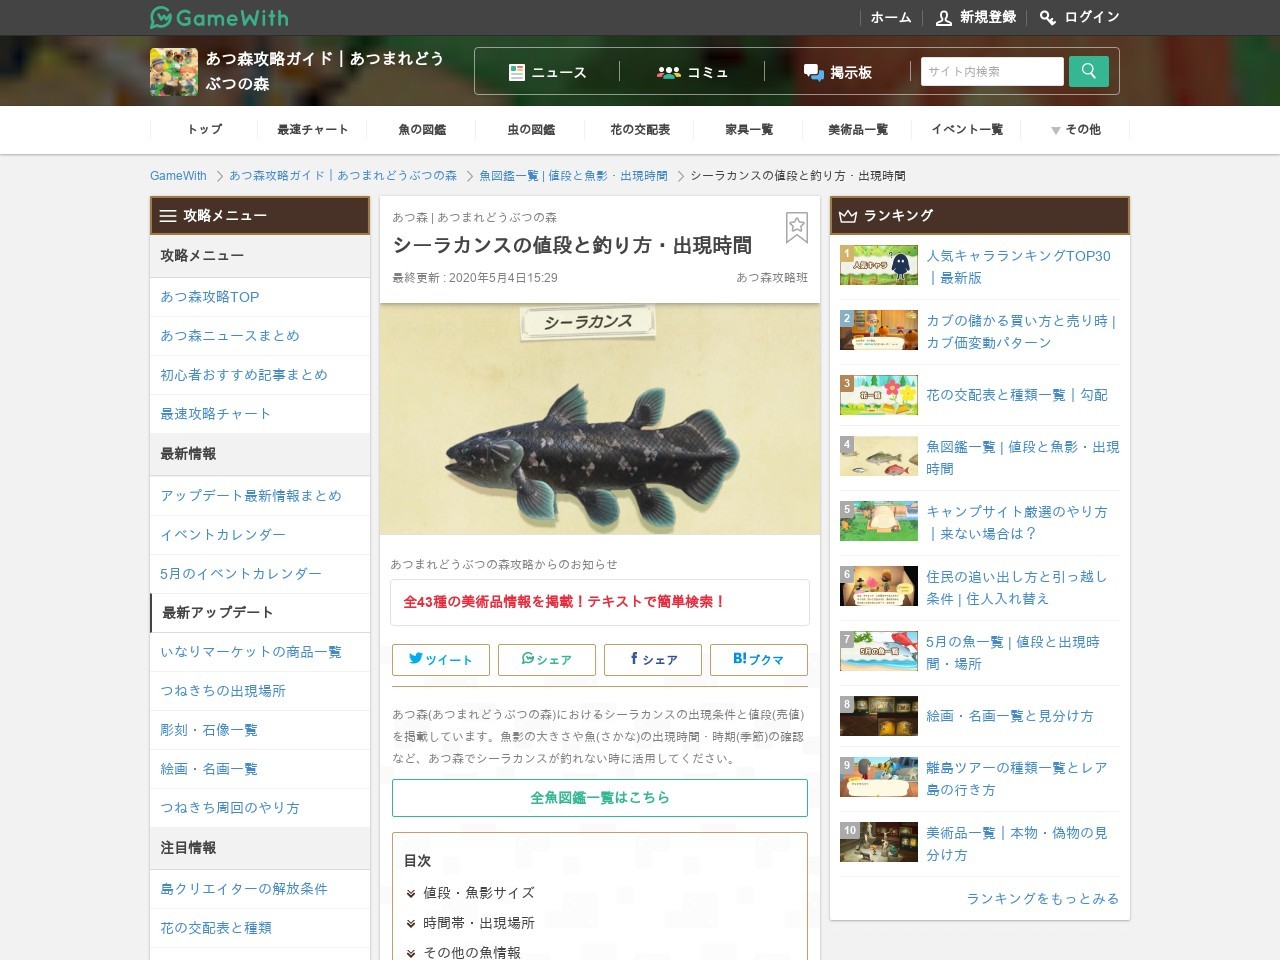 GameWith
ホーム
新規登録
ログイン
あつ森攻略ガイド｜あつまれどう
ぶつの森
ニュース
コミュ
掲示板
サイト内検索
トップ
最速チャート
魚の図鑑
虫の図鑑
花の交配表
家具一覧
美術品一覧
イベント一覧
その他
GameWith
あつ森攻略ガイド｜あつまれどうぶつの森
魚図鑑一覧 | 値段と魚影・出現時間
シーラカンスの値段と釣り方・出現時間
攻略メニュー
攻略メニュー
あつ森攻略TOP
あつ森ニュースまとめ
初心者おすすめ記事まとめ
最速攻略チャート
最新情報
アップデート最新情報まとめ
イベントカレンダー
5月のイベントカレンダー
最新アップデート
いなりマーケットの商品一覧
つねきちの出現場所
彫刻・石像一覧
絵画・名画一覧
つねきち周回のやり方
注目情報
島クリエイターの解放条件
花の交配表と種類
あつ森 | あつまれどうぶつの森
シーラカンスの値段と釣り方・出現時間
最終更新 : 2020年5月4日15:29
あつ森攻略班
シーラカンス
あつまれどうぶつの森攻略からのお知らせ
全43種の美術品情報を掲載！テキストで簡単検索！
ツイート
シェア
シェア
B! ブクマ
あつ森(あつまれどうぶつの森)におけるシーラカンスの出現条件と値段(売値)
を掲載しています。魚影の大きさや魚(さかな)の出現時間・時期(季節)の確認
など、あつ森でシーラカンスが釣れない時に活用してください。
全魚図鑑一覧はこちら
目次
値段・魚影サイズ
時間帯・出現場所
その他の魚情報
ランキング
1
人気キャラ
人気キャラランキングTOP30
｜最新版
2
カブの儲かる買い方と売り時 |
カブ価変動パターン
3
花一覧
花の交配表と種類一覧｜勾配
4
魚図鑑一覧 | 値段と魚影・出現
時間
5
キャンプサイト厳選のやり方
｜来ない場合は？
6
住民の追い出し方と引っ越し
条件 | 住人入れ替え
7
5月の魚一覧
5月の魚一覧 | 値段と出現時
間・場所
8
絵画・名画一覧と見分け方
9
離島ツアーの種類一覧とレア
島の行き方
10
美術品一覧｜本物・偽物の見
分け方
ランキングをもっとみる